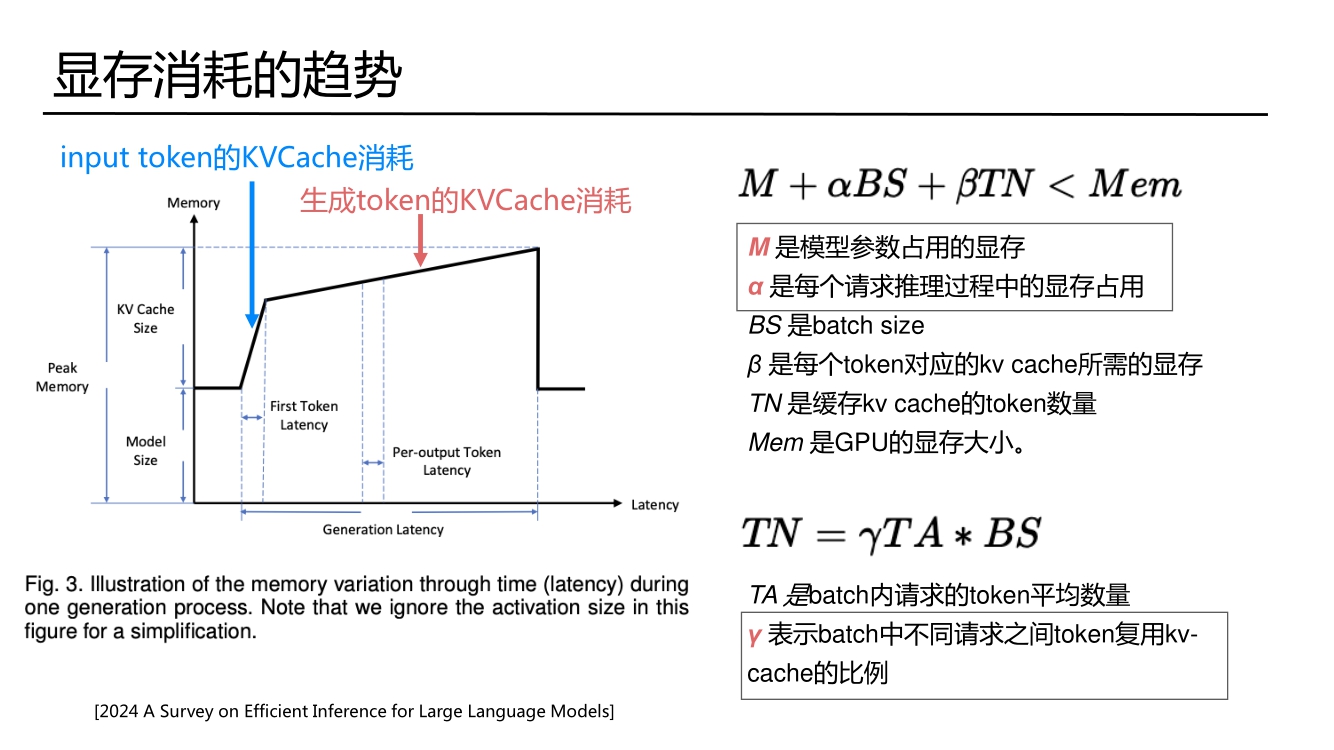 显存消耗的趋势
input token的KVCache消耗
生成token的KVCache消耗
Memory
KV Cache
Size
Peak
Memory
First Token
Latency
Model
Size
Per-output Token
Latency
Latency
Generation Latency
Fig. 3. Illustration of the memory variation through time (latency) during
one generation process. Note that we ignore the activation size in this
figure for a simplification.
[2024 A Survey on Efficient Inference for Large Language Models]
M + αBS + βTN < Mem
M 是模型参数占用的显存
α 是每个请求推理过程中的显存占用
BS 是batch size
β 是每个token对应的kv cache所需的显存
TN 是缓存kv cache的token数量
Mem 是GPU的显存大小。
TN = γTA ∗ BS
TA 是batch内请求的token平均数量
γ 表示batch中不同请求之间token复用kv-
cache的比例